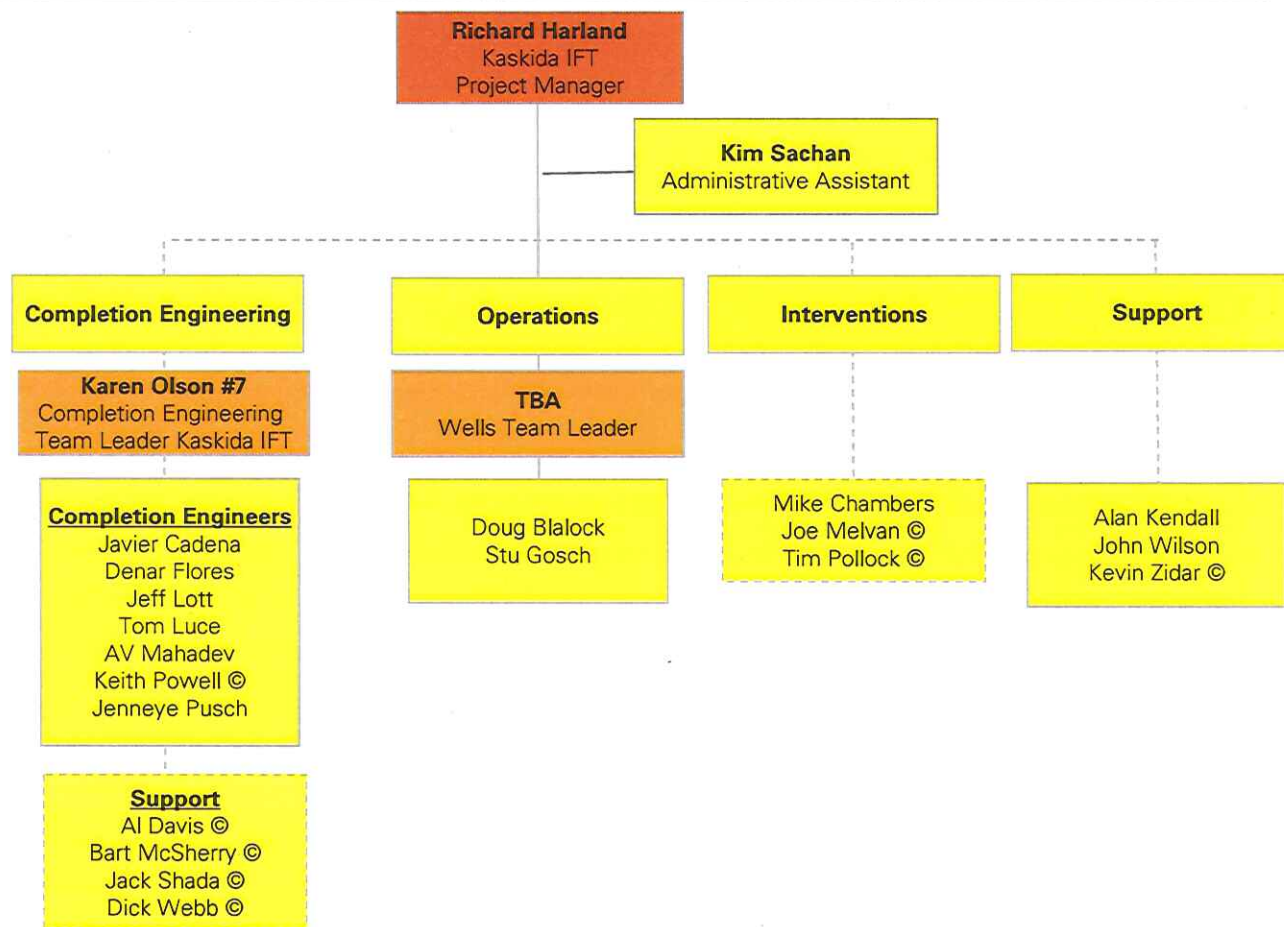 Richard Harland
Kaskida IFT
Project Manager
Kim Sachan
Administrative Assistant
Completion Engineering
Operations
Interventions
Support
Karen Olson #7
Completion Engineering
Team Leader Kaskida IFT
TBA
Wells Team Leader
Completion Engineers
Javier Cadena
Denar Flores
Jeff Lott
Tom Luce
AV Mahadev
Keith Powell ©
Jenneye Pusch
Doug Blalock
Stu Gosch
Mike Chambers
Joe Melvan ©
Tim Pollock ©
Alan Kendall
John Wilson
Kevin Zidar ©
Support
Al Davis ©
Bart McSherry ©
Jack Shada ©
Dick Webb ©